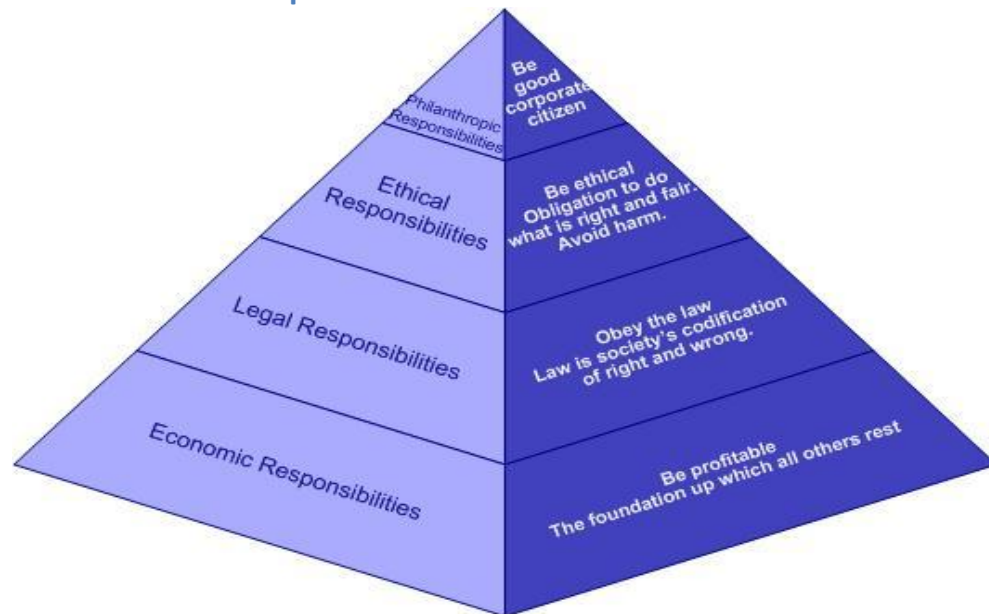 Philanthropic
Responsibilities
Be
good
corporate
citizen
Ethical
Responsibilities
Be ethical
Obligation to do
what is right and fair.
Avoid harm.
Legal Responsibilities
Obey the law
Law is society's codification
of right and wrong.
Economic Responsibilities
Be profitable
The foundation up which all others rest